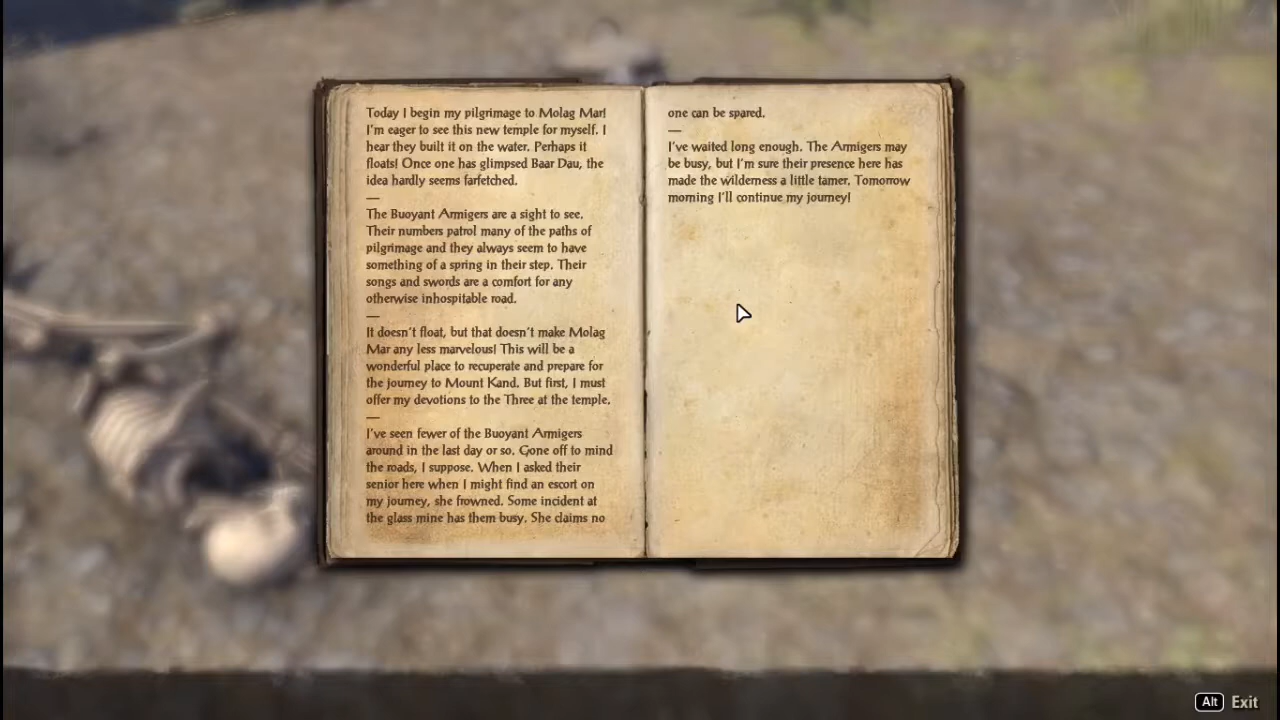 Today I begin my pilgrimage to Molag Mar!
I'm eager to see this new temple for myself. I
hear they built it on the water. Perhaps it
floats! Once one has glimpsed Baar Dau, the
idea hardly seems farfetched.
—
The Buoyant Armigers are a sight to see.
Their numbers patrol many of the paths of
pilgrimage and they always seem to have
something of a spring in their step. Their
songs and swords are a comfort for any
otherwise inhospitable road.
—
It doesn't float, but that doesn't make Molag
Mar any less marvelous! This will be a
wonderful place to recuperate and prepare for
the journey to Mount Kand. But first, I must
offer my devotions to the Three at the temple.
—
I've seen fewer of the Buoyant Armigers
around in the last day or so. Gone off to mind
the roads, I suppose. When I asked their
senior here when I might find an escort on
my journey, she frowned. Some incident at
the glass mine has them busy. She claims no
one can be spared.
—
I've waited long enough. The Armigers may
be busy, but I'm sure their presence here has
made the wilderness a little tamer. Tomorrow
morning I'll continue my journey!
Alt Exit